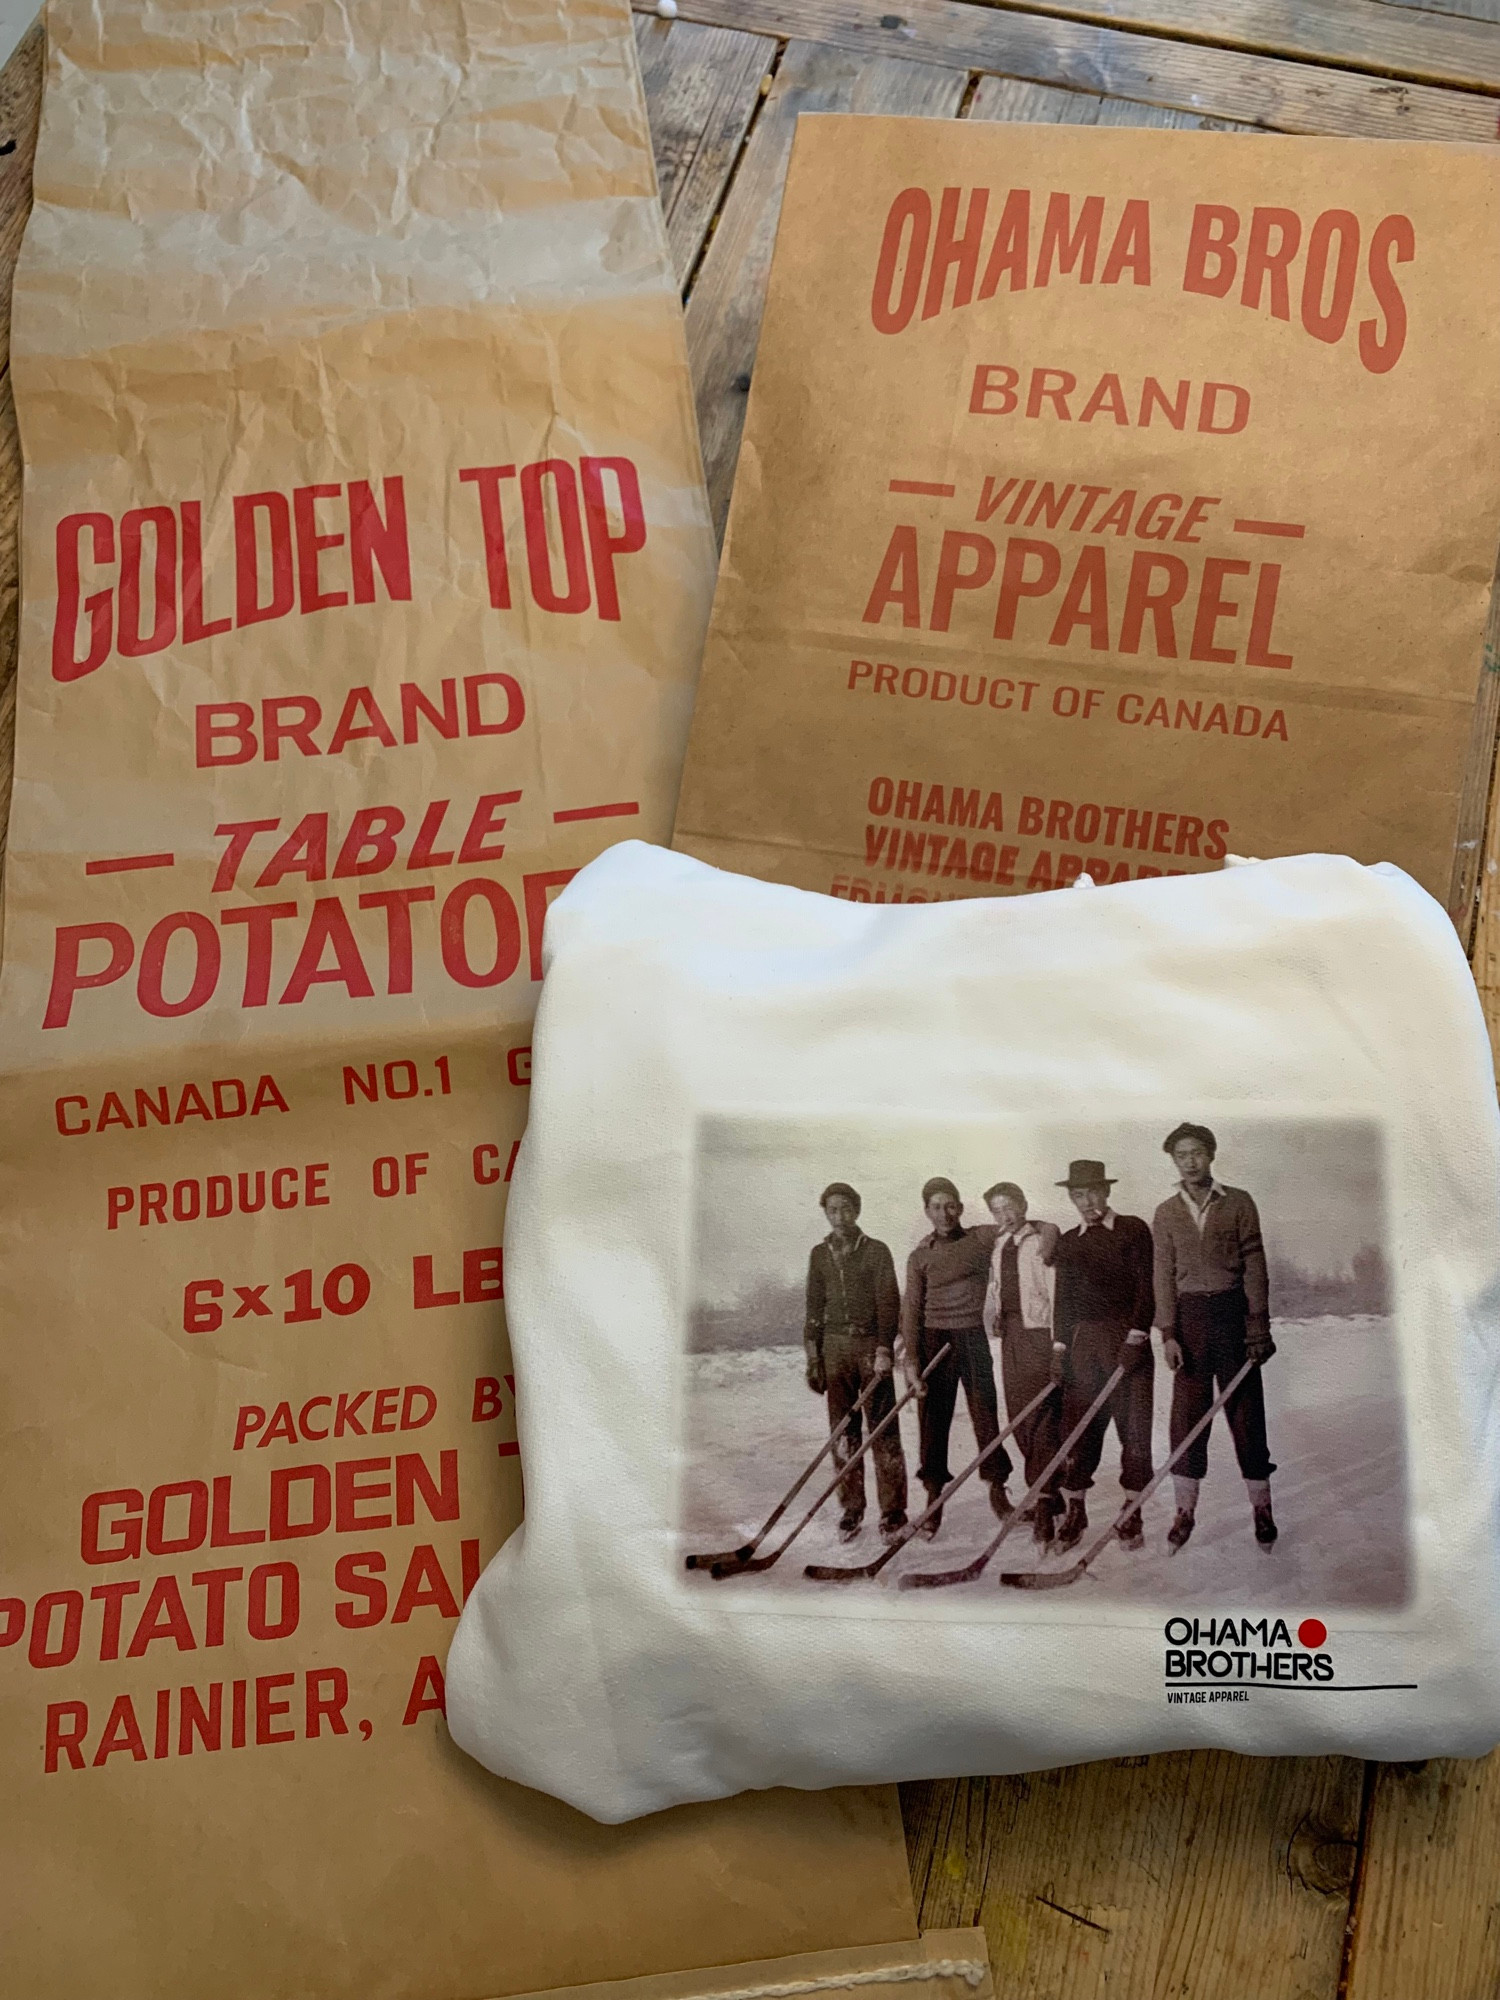 GOLDEN TOP
BRAND
— TABLE —
CANADA NO.1
PRODUCE OF
6x10
PACKED
GOLDEN
POTATO
RAINIER,
OHAMA BROS
BRAND
— VINTAGE —
APPAREL
PRODUCT OF CANADA
OHAMA BROTHERS
VINTAGE
OHAMA
BROTHERS
VINTAGE APPAREL